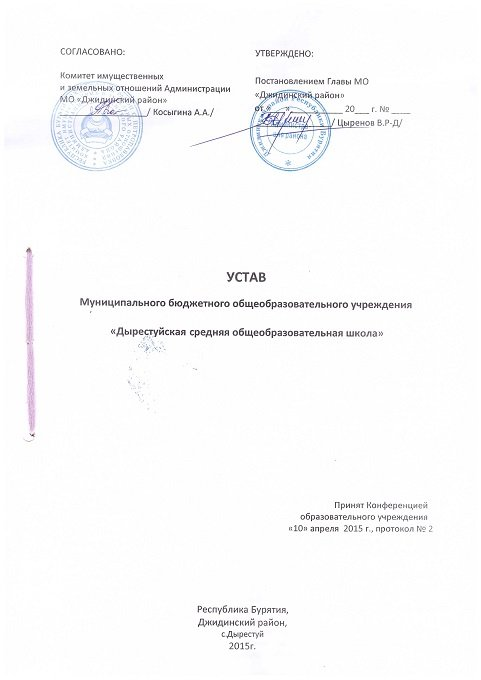 СОГЛАСОВАНО:
Комитет имущественных
и земельных отношений Администрации
МО «Джидинский район»
/ Косыгина А.А./
УТВЕРЖДЕНО:
Постановлением Главы МО
«Джидинский район»
от « » 20___ г. № ____
/ Цыренов В.Р-Д/
УСТАВ
Муниципального бюджетного общеобразовательного учреждения
«Дырестуйская средняя общеобразовательная школа»
Принят Конференцией
образовательного учреждения
«10» апреля 2015 г., протокол № 2
Республика Бурятия,
Джидинский район,
с.Дырестуй
2015г.